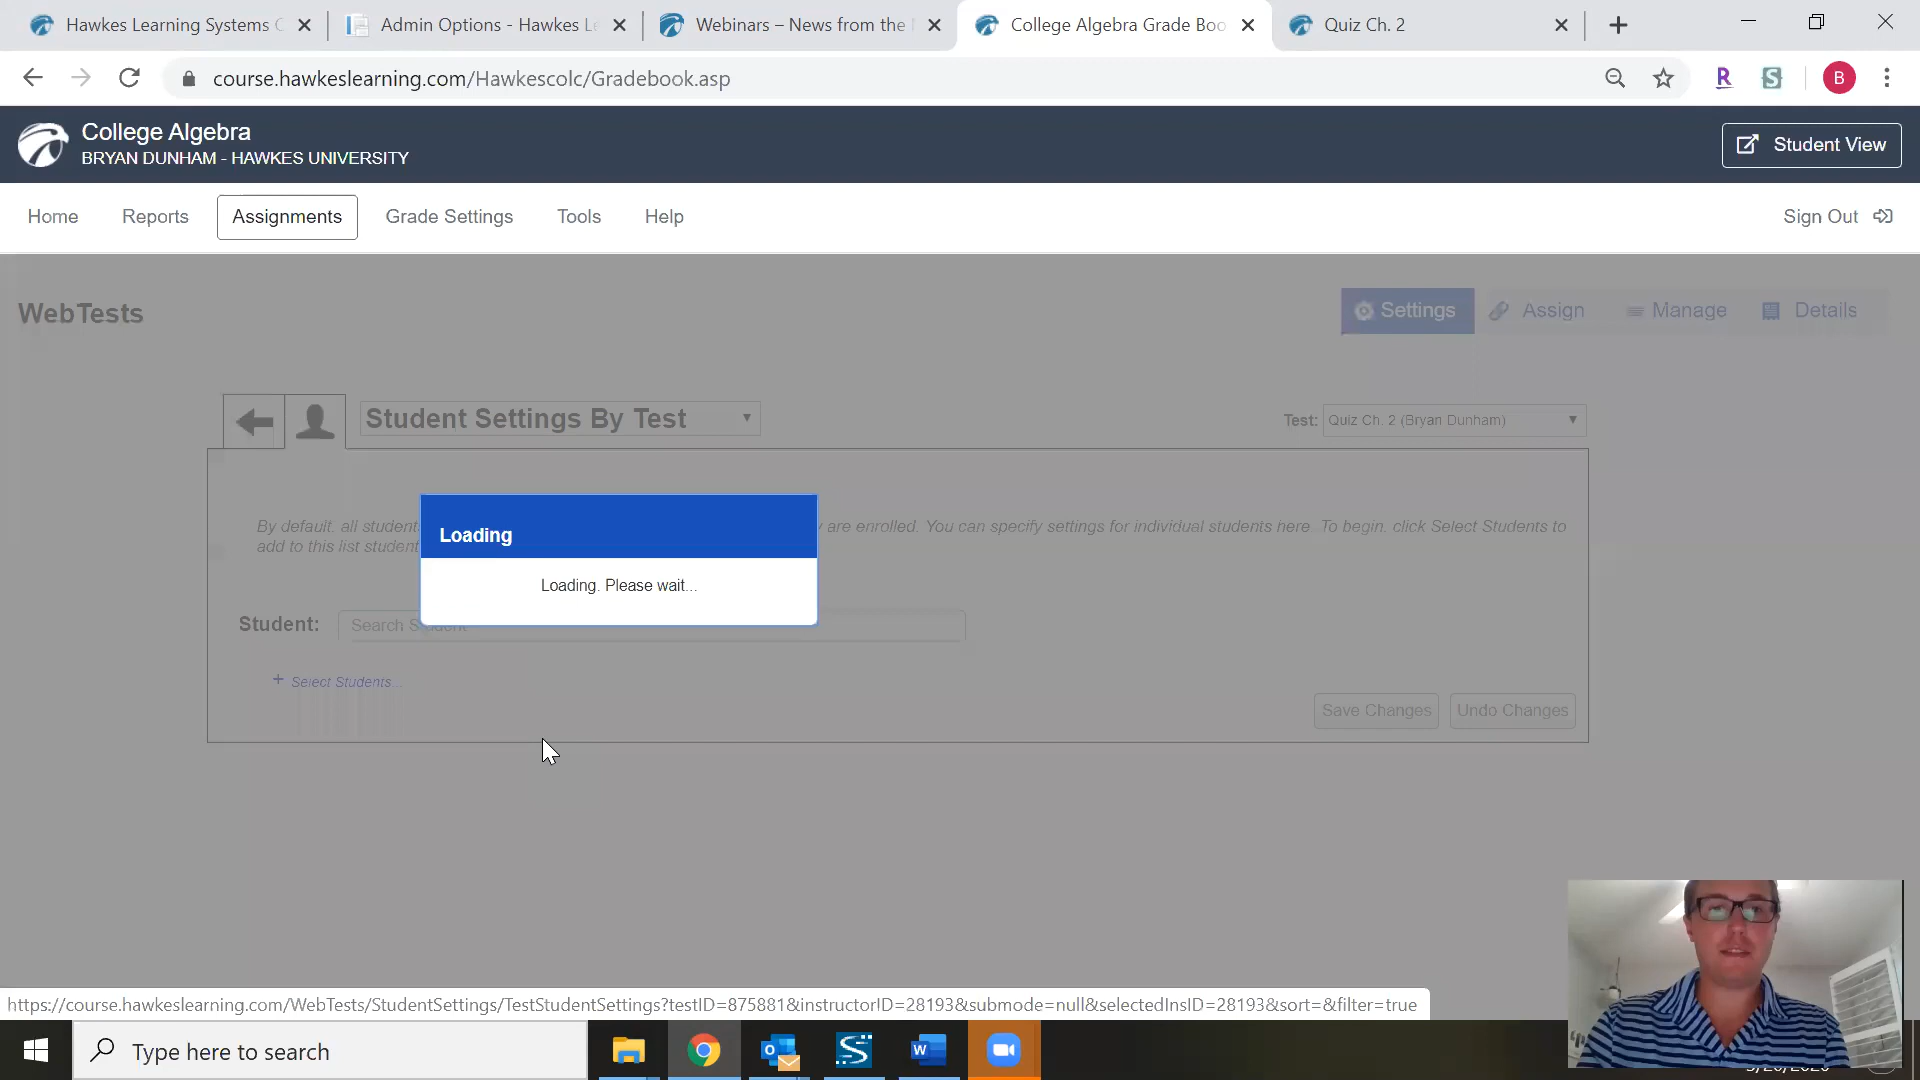 Hawkes Learning Systems C
Admin Options - Hawkes Le
Webinars – News from the
College Algebra Grade Boo
Quiz Ch. 2
course.hawkeslearning.com/Hawkescolc/Gradebook.asp
R
S
B
College Algebra
BRYAN DUNHAM - HAWKES UNIVERSITY
Student View
Home
Reports
Assignments
Grade Settings
Tools
Help
Sign Out
WebTests
Settings
Assign
Manage
Details
Student Settings By Test
Test: Quiz Ch. 2 (Bryan Dunham)
By default, all student are enrolled. You can specify settings for individual students here. To begin, click Select Students to
add to this list student
Loading
Loading. Please wait...
Student: Search Student
+ Select Students...
Save Changes
Undo Changes
https://course.hawkeslearning.com/WebTests/StudentSettings/TestStudentSettings?testID=875881&instructorID=28193&submode=null&selectedInsID=28193&sort=&filter=true
Type here to search